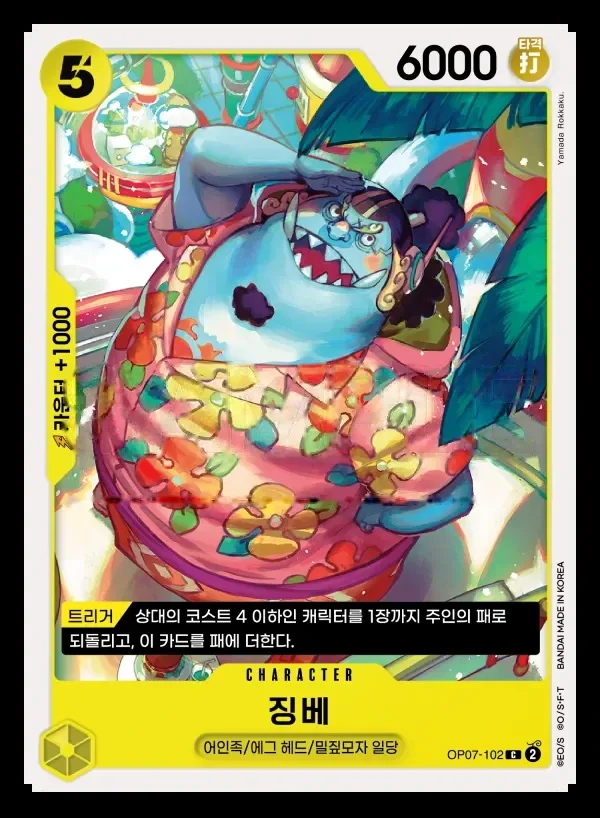 5
6000
타격
打
Yamada Rokkaku.
카운터 +1000
트리거 상대의 코스트 4 이하인 캐릭터를 1장까지 주인의 패로
되돌리고, 이 카드를 패에 더한다.
CHARACTER
징베
어인족/에그 헤드/밀짚모자 일당
OP07-102 C 2
©EO/S ©O/S·F·T BANDAI MADE IN KOREA